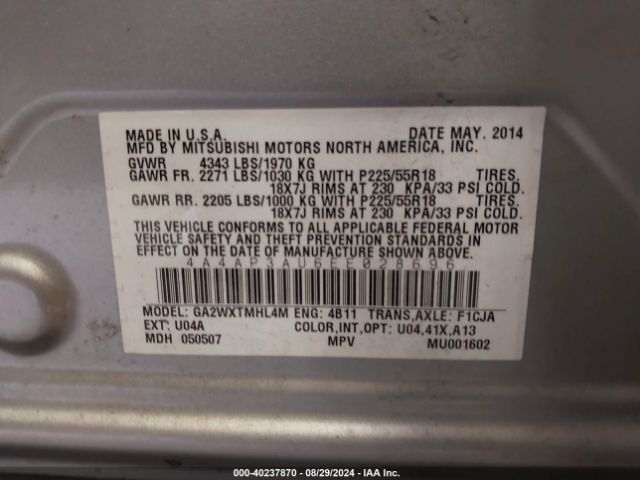 MADE IN U.S.A. DATE MAY. 2014
MFD BY MITSUBISHI MOTORS NORTH AMERICA, INC.
GVWR 4343 LBS/1970 KG
GAWR FR. 2271 LBS/1030 KG WITH P225/55R18 TIRES.
18X7J RIMS AT 230 KPA/33 PSI COLD.
GAWR RR. 2205 LBS/1000 KG WITH P225/55R18 TIRES.
18X7J RIMS AT 230 KPA/33 PSI COLD.
THIS VEHICLE CONFORMS TO ALL APPLICABLE FEDERAL MOTOR
VEHICLE SAFETY AND THEFT PREVENTION STANDARDS IN
EFFECT ON THE DATE OF MANUFACTURE SHOWN ABOVE.
4A4AP3AU6EE028696
MODEL: GA2WXTMHL4M ENG: 4B11 TRANS,AXLE: F1CJA
EXT: U04A COLOR,INT,OPT: U04,41X,A13
MDH 050507 MPV MU001602
000-40237870 - 08/29/2024 - IAA Inc.